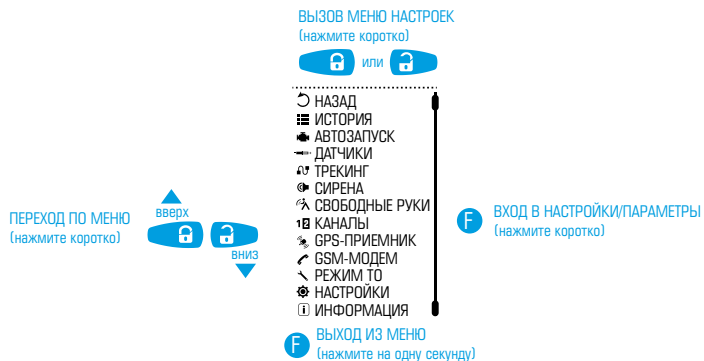 ВЫЗОВ МЕНЮ НАСТРОЕК
(нажмите коротко)
или
НАЗАД
ИСТОРИЯ
АВТОЗАПУСК
ДАТЧИКИ
ТРЕКИНГ
СИРЕНА
СВОБОДНЫЕ РУКИ
12 КАНАЛЫ
GPS-ПРИЕМНИК
GSM-МОДЕМ
РЕЖИМ ТО
НАСТРОЙКИ
i ИНФОРМАЦИЯ
ПЕРЕХОД ПО МЕНЮ
(нажмите коротко)
вверх
вниз
F ВХОД В НАСТРОЙКИ/ПАРАМЕТРЫ
(нажмите коротко)
F ВЫХОД ИЗ МЕНЮ
(нажмите на одну секунду)